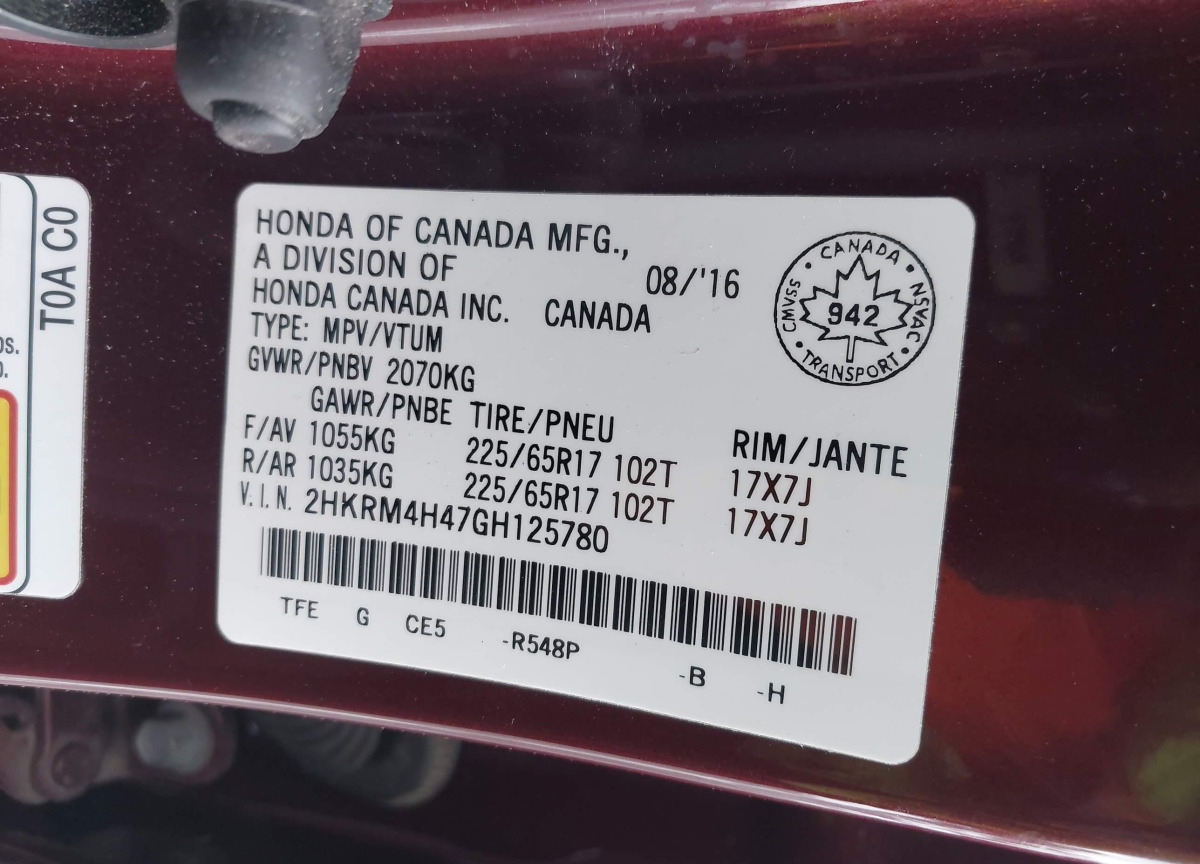 HONDA OF CANADA MFG.,
A DIVISION OF
HONDA CANADA INC. CANADA 08/'16
TYPE: MPV/VTUM
GVWR/PNBV 2070KG
GAWR/PNBE TIRE/PNEU RIM/JANTE
F/AV 1055KG 225/65R17 102T 17X7J
R/AR 1035KG 225/65R17 102T 17X7J
V.I.N. 2HKRM4H47GH125780
TFE G CE5 -R548P -B -H
CANADA
CMVSS 942 NSVAC
TRANSPORT
T0A C0